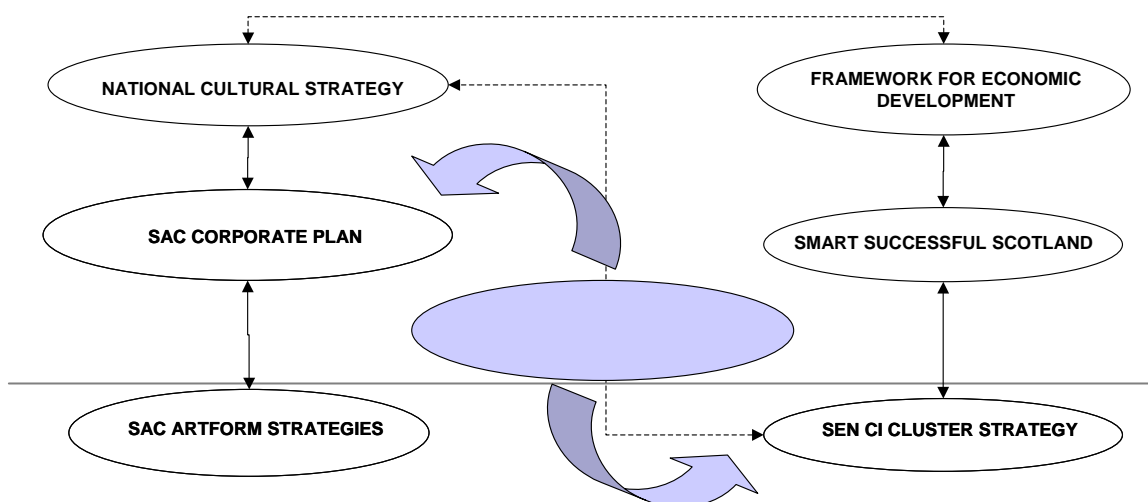 NATIONAL CULTURAL STRATEGY
FRAMEWORK FOR ECONOMIC
DEVELOPMENT
SAC CORPORATE PLAN
SMART SUCCESSFUL SCOTLAND
SAC ARTFORM STRATEGIES
SEN CI CLUSTER STRATEGY